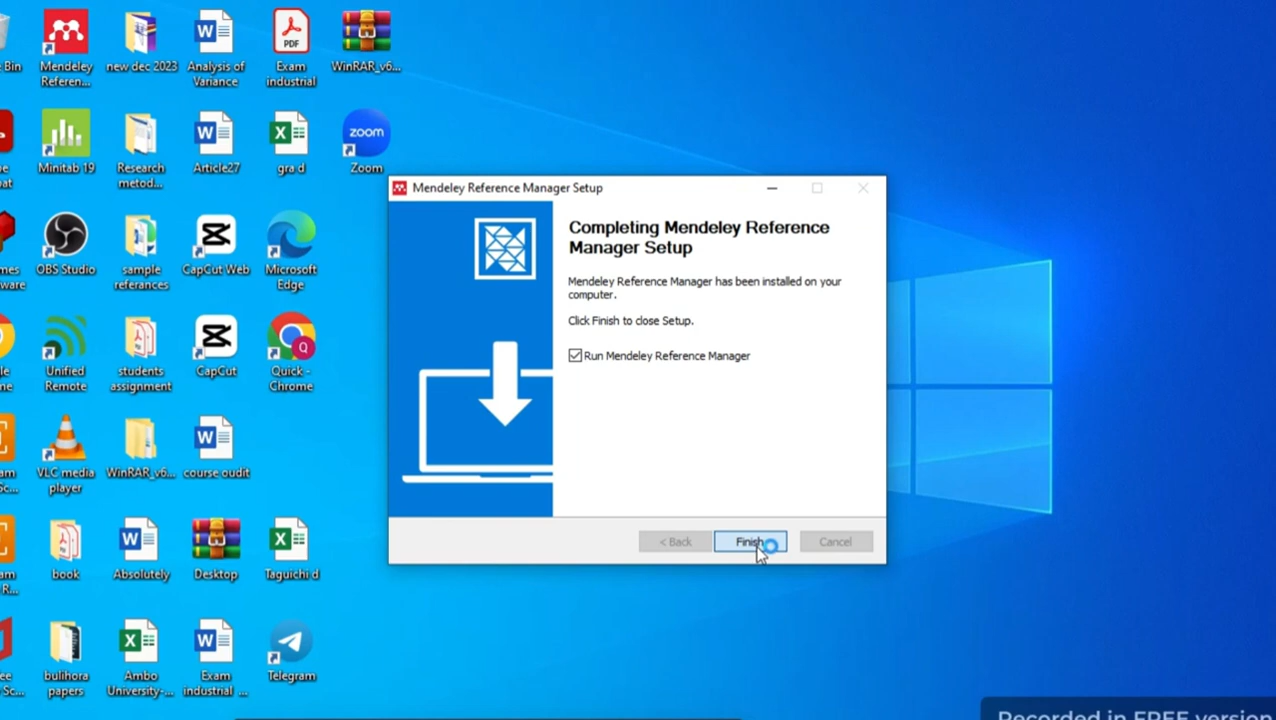 Bin
Mendeley
Referen...
new dec 2023
Analysis of
Variance
PDF
Exam
industrial
WinRAR_v6...
Minitab 19
Research
metod...
Article27
gra d
zoom
Zoom
OBS Studio
sample
referances
CapCut Web
Microsoft
Edge
Unified
Remote
students
assignment
CapCut
Quick -
Chrome
VLC media
player
WinRAR_v6...
course oudit
book
Absolutely
Desktop
Taguichi d
bulihora
papers
Ambo
University-...
Exam
industrial ...
Telegram
Mendeley Reference Manager Setup
Completing Mendeley Reference
Manager Setup
Mendeley Reference Manager has been installed on your
computer.
Click Finish to close Setup.
Run Mendeley Reference Manager
< Back
Finish
Cancel
Recorded in FREE version